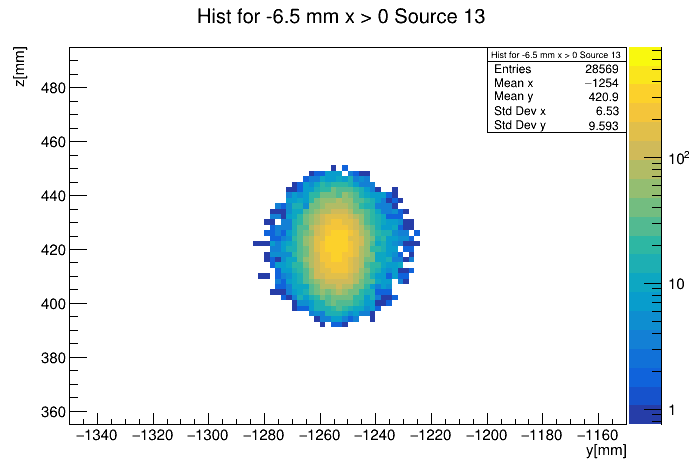 Hist for -6.5 mm x > 0 Source 13
z[mm]
Hist for -6.5 mm x > 0 Source 13
Entries 28569
Mean x −1254
Mean y 420.9
Std Dev x 6.53
Std Dev y 9.593
480
460
440
420
400
380
360
10²
10
1
−1340 −1320 −1300 −1280 −1260 −1240 −1220 −1200 −1180 −1160
y[mm]